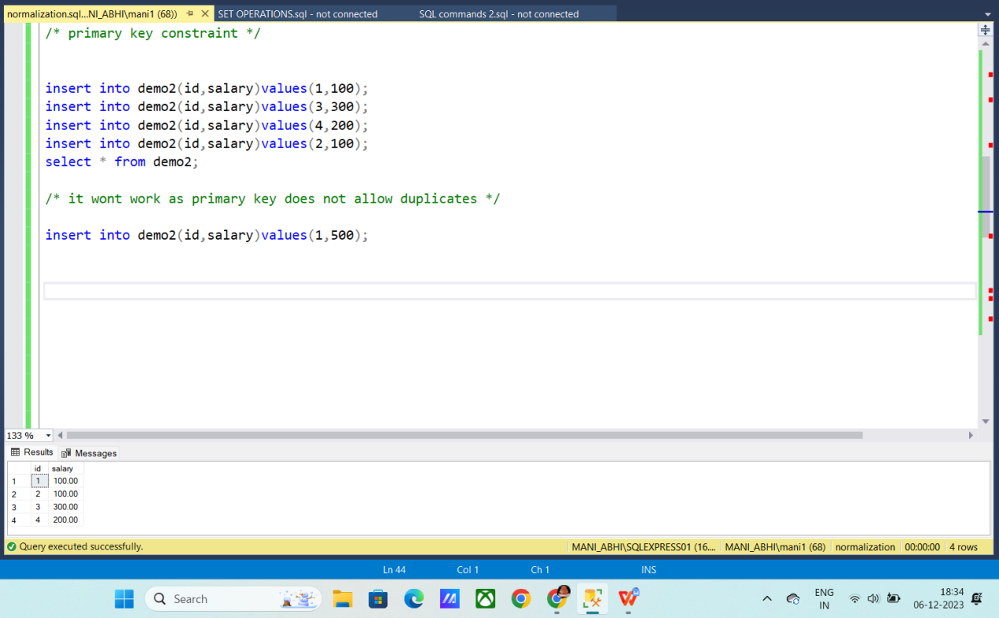 normalization.sql...NI_ABHI\mani1 (68)) SET OPERATIONS.sql - not connected SQL commands 2.sql - not connected
/* primary key constraint */
insert into demo2(id,salary)values(1,100);
insert into demo2(id,salary)values(3,300);
insert into demo2(id,salary)values(4,200);
insert into demo2(id,salary)values(2,100);
select * from demo2;
/* it wont work as primary key does not allow duplicates */
insert into demo2(id,salary)values(1,500);
133 %
Results Messages
id salary
1 1 100.00
2 2 100.00
3 3 300.00
4 4 200.00
Query executed successfully. MANI_ABHI\SQLEXPRESS01 (16.... MANI_ABHI\mani1 (68) normalization 00:00:00 4 rows
Ln 44 Col 1 Ch 1 INS
Search
ENG
IN
18:34
06-12-2023